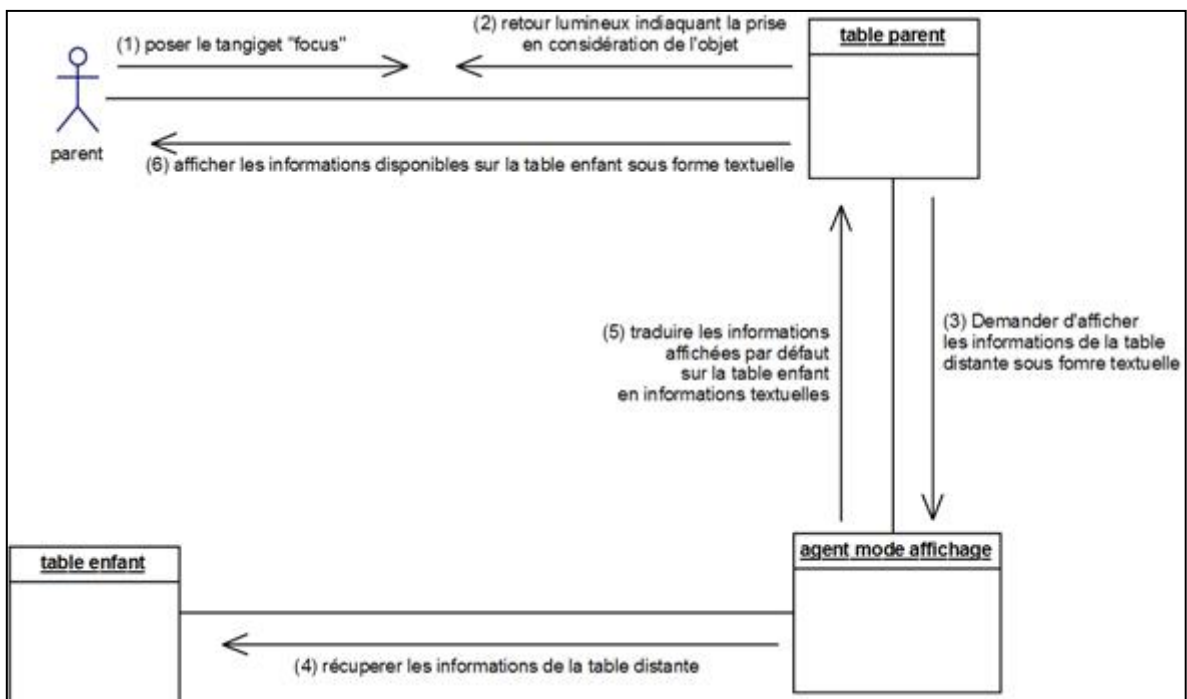 (1) poser le tangiget "focus"
(2) retour lumineux indiaquant la prise
en considération de l'objet
table parent
parent
(6) afficher les informations disponibles sur la table enfant sous forme textuelle
(5) traduire les informations
affichées par défaut
sur la table enfant
en informations textuelles
(3) Demander d'afficher
les informations de la table
distante sous fomre textuelle
table enfant
agent mode affichage
(4) récuperer les informations de la table distante